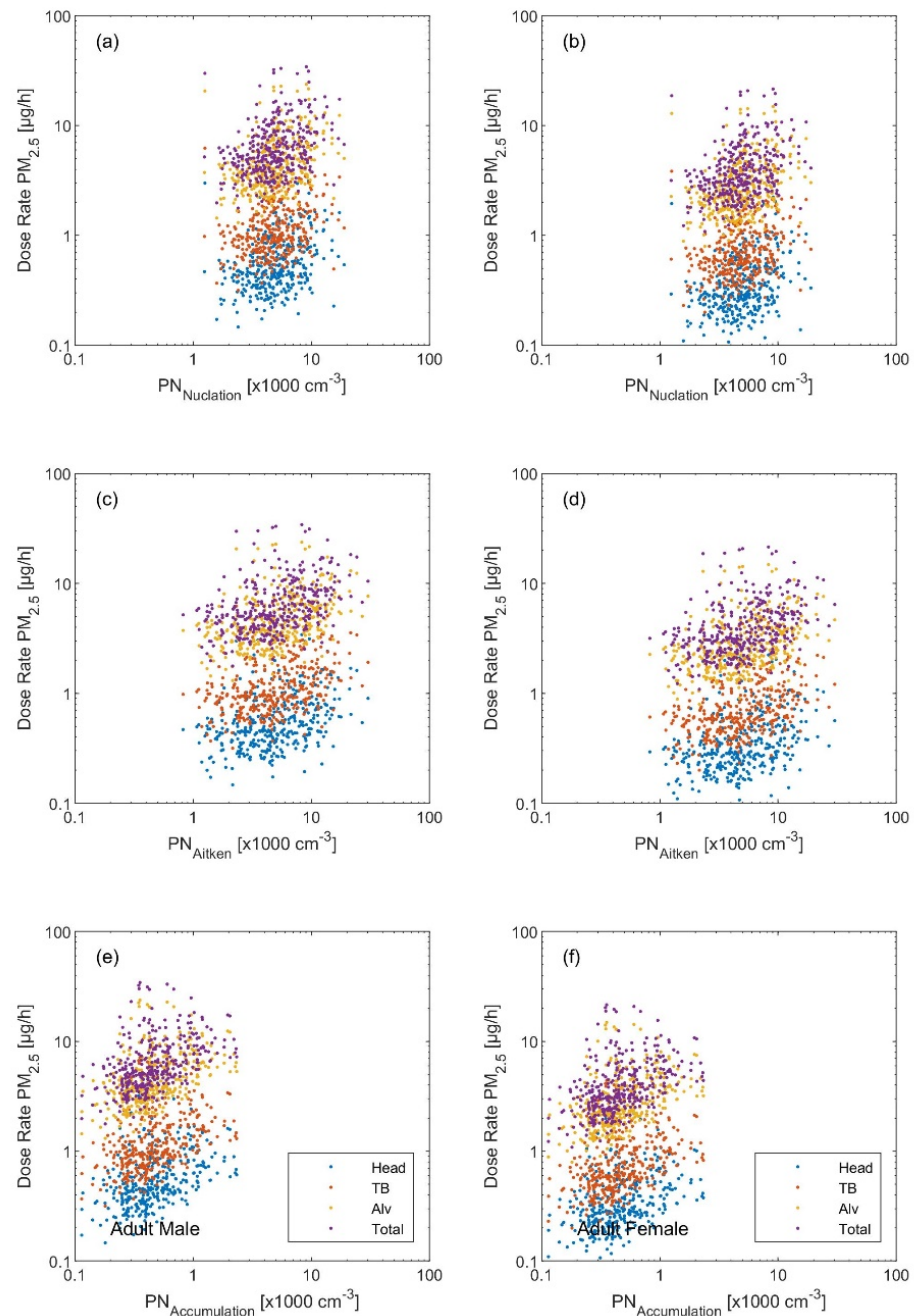 (a)
100
10
1
0.1
Dose Rate PM2.5 [µg/h]
0.1 1 10 100
PNNuclation [x1000 cm-3]
(b)
100
10
1
0.1
Dose Rate PM2.5 [µg/h]
0.1 1 10 100
PNNuclation [x1000 cm-3]
(c)
100
10
1
0.1
Dose Rate PM2.5 [µg/h]
0.1 1 10 100
PNAitken [x1000 cm-3]
(d)
100
10
1
0.1
Dose Rate PM2.5 [µg/h]
0.1 1 10 100
PNAitken [x1000 cm-3]
(e)
100
10
1
0.1
Dose Rate PM2.5 [µg/h]
Head
TB
Alv
Total
Adult Male
0.1 1 10 100
PNAccumulation [x1000 cm-3]
(f)
100
10
1
0.1
Dose Rate PM2.5 [µg/h]
Head
TB
Alv
Total
Adult Female
0.1 1 10 100
PNAccumulation [x1000 cm-3]